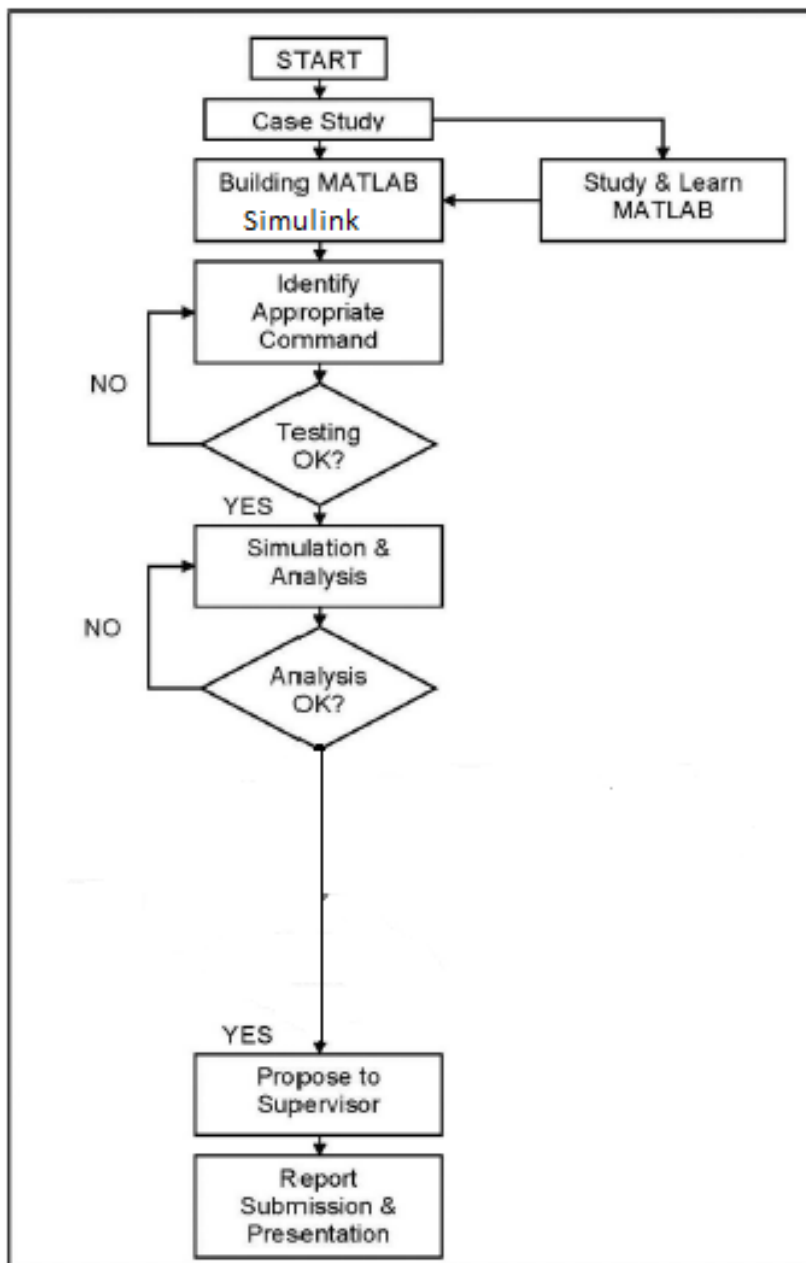 START
Case Study
Building MATLAB
Simulink
Study & Learn
MATLAB
Identify
Appropriate
Command
NO
Testing
OK?
YES
Simulation &
Analysis
NO
Analysis
OK?
YES
Propose to
Supervisor
Report
Submission &
Presentation